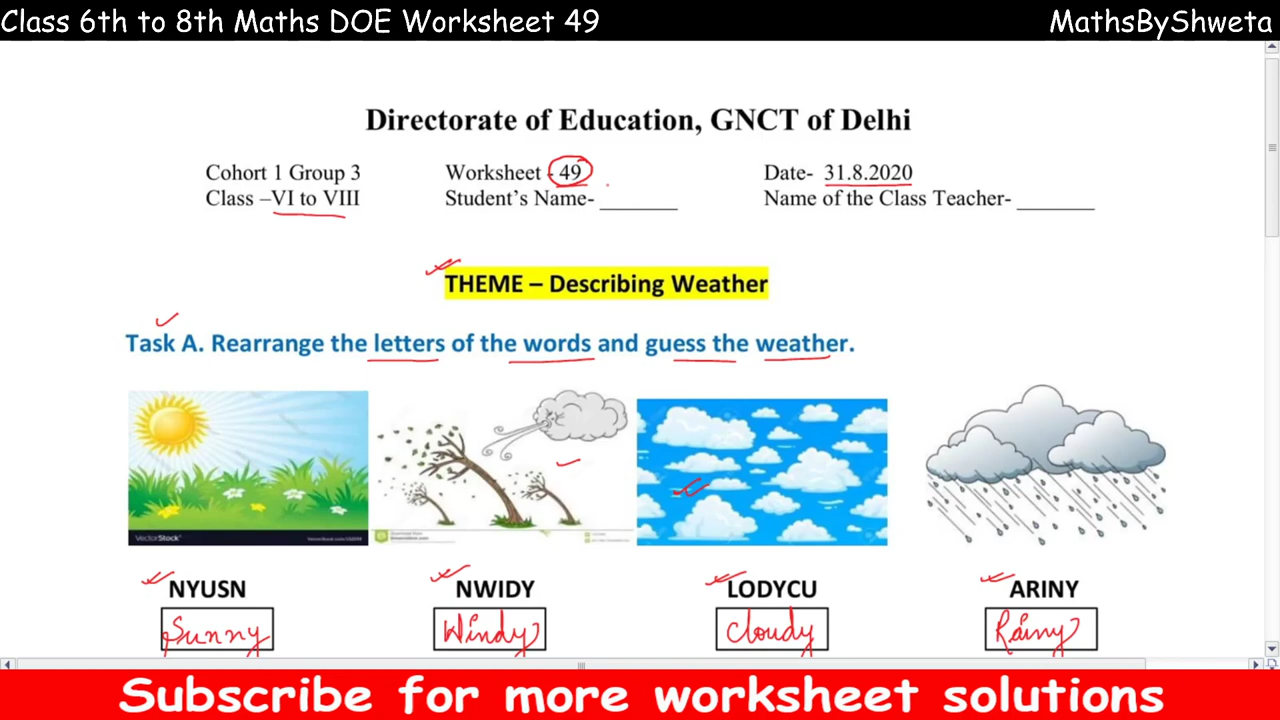 Class 6th to 8th Maths DOE Worksheet 49 MathsByShweta
Directorate of Education, GNCT of Delhi
Cohort 1 Group 3 Worksheet - 49 Date- 31.8.2020
Class –VI to VIII Student's Name- _______ Name of the Class Teacher- _______
THEME – Describing Weather
Task A. Rearrange the letters of the words and guess the weather.
VectorStock
NYUSN NWIDY LODYCU ARINY
Sunny Windy Cloudy Rainy
Subscribe for more worksheet solutions